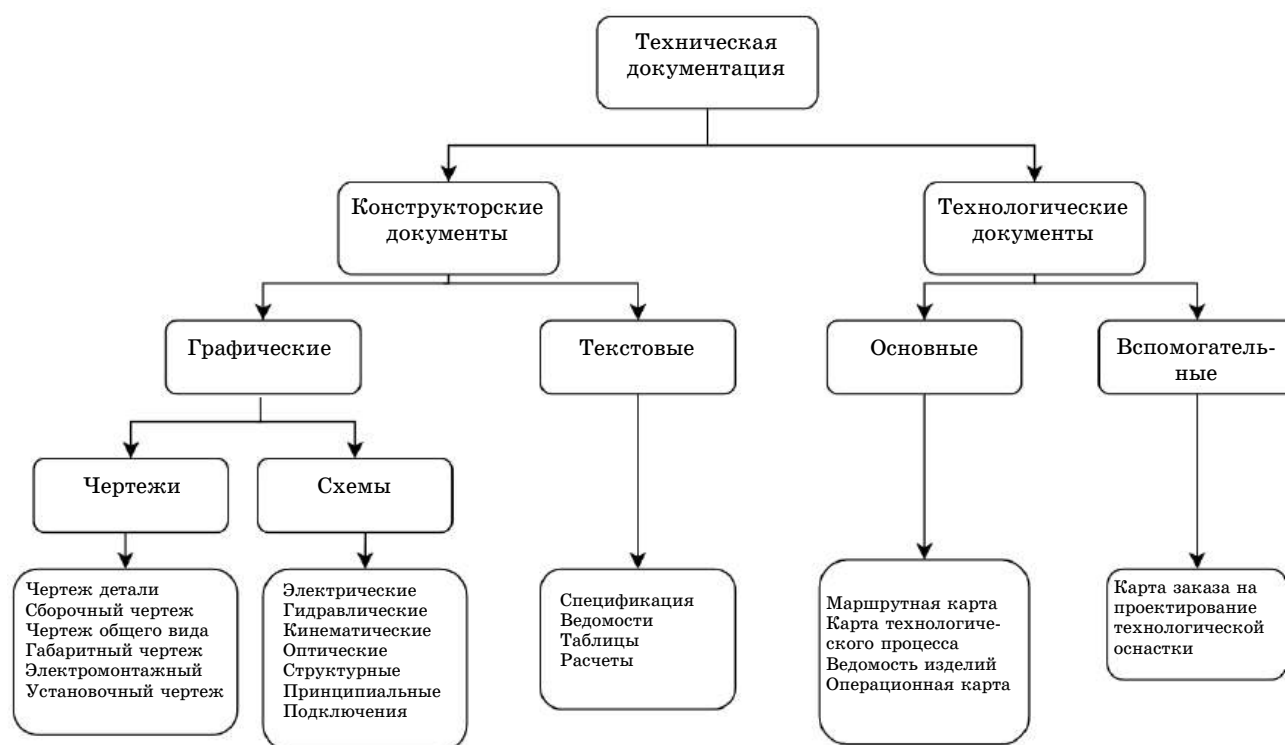 Техническая
документация
Конструкторские
документы
Технологические
документы
Графические
Текстовые
Основные
Вспомогатель-
ные
Чертежи
Схемы
Чертеж детали
Сборочный чертеж
Чертеж общего вида
Габаритный чертеж
Электромонтажный
Установочный чертеж
Электрические
Гидравлические
Кинематические
Оптические
Структурные
Принципиальные
Подключения
Спецификация
Ведомости
Таблицы
Расчеты
Маршрутная карта
Карта технологиче-
ского процесса
Ведомость изделий
Операционная карта
Карта заказа на
проектирование
технологической
оснастки